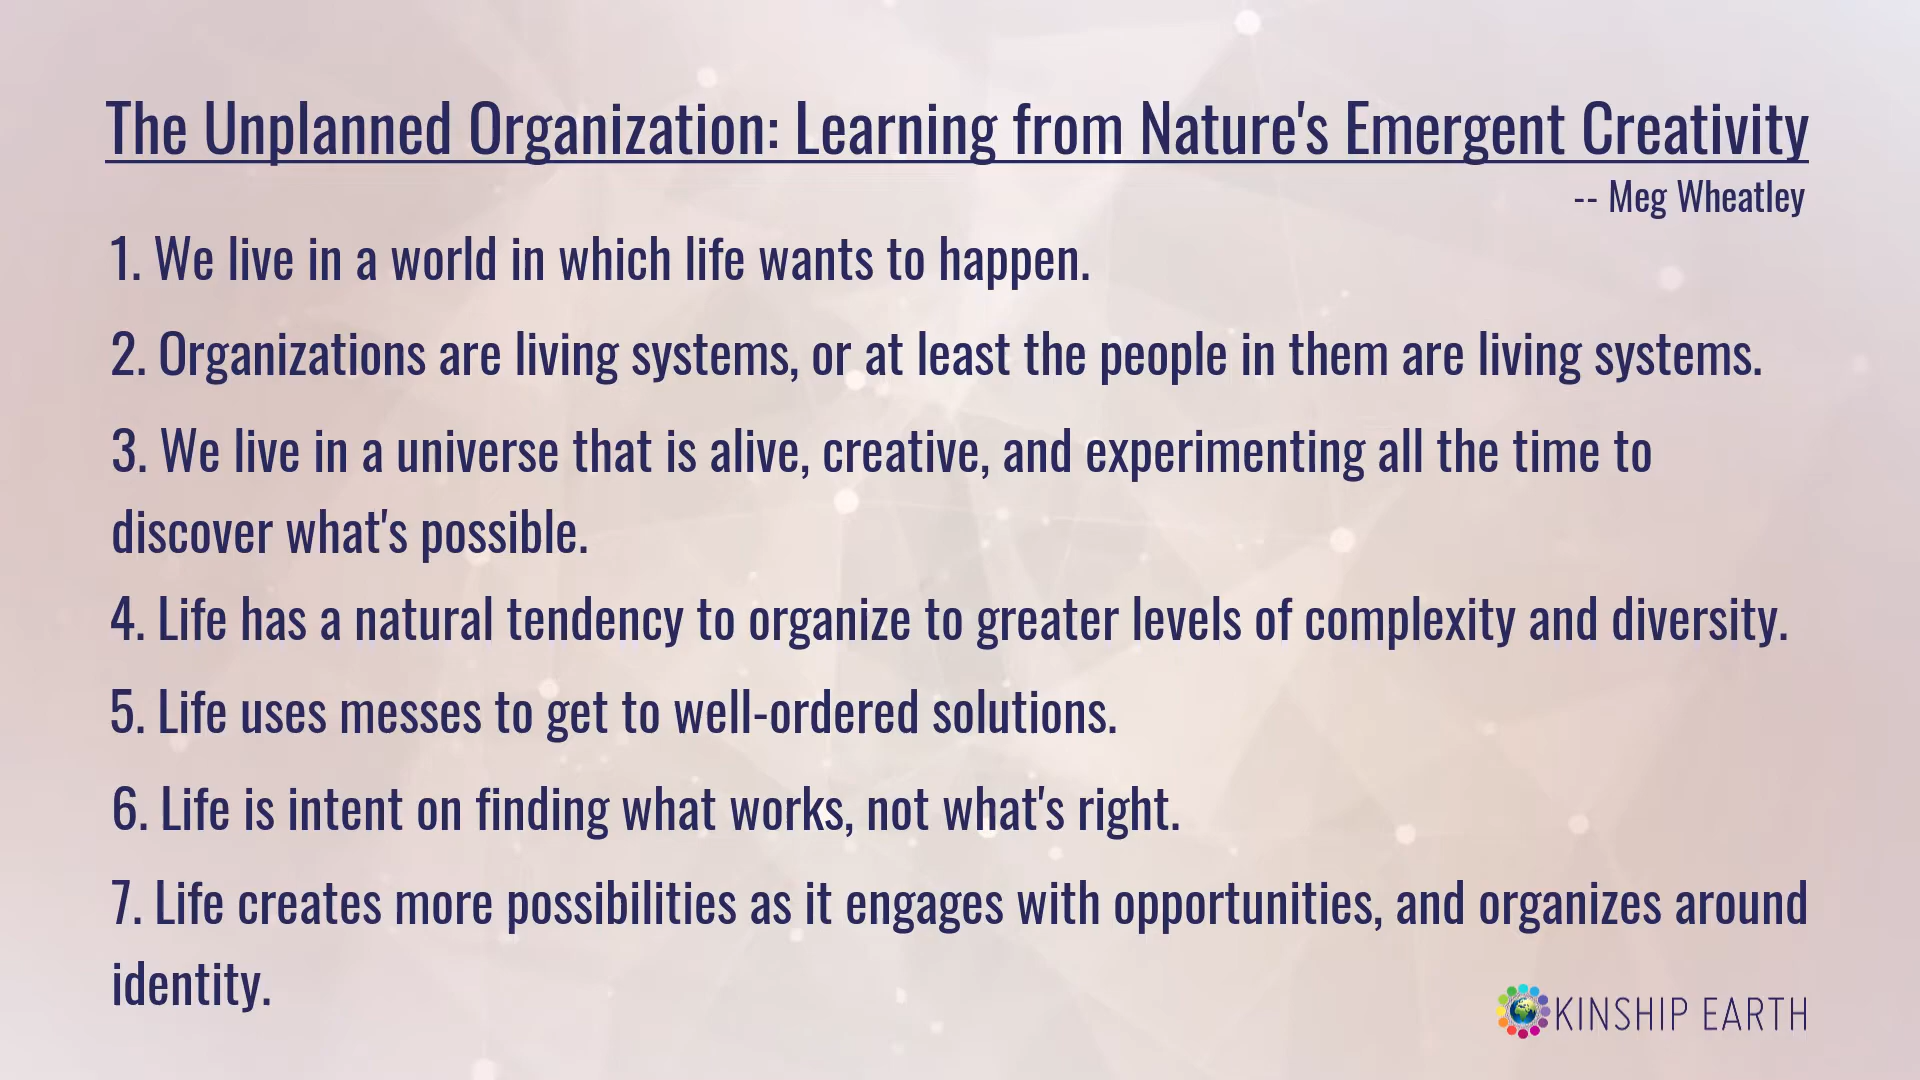 The Unplanned Organization: Learning from Nature's Emergent Creativity
-- Meg Wheatley
1. We live in a world in which life wants to happen.
2. Organizations are living systems, or at least the people in them are living systems.
3. We live in a universe that is alive, creative, and experimenting all the time to
discover what's possible.
4. Life has a natural tendency to organize to greater levels of complexity and diversity.
5. Life uses messes to get to well-ordered solutions.
6. Life is intent on finding what works, not what's right.
7. Life creates more possibilities as it engages with opportunities, and organizes around
identity.
KINSHIP EARTH